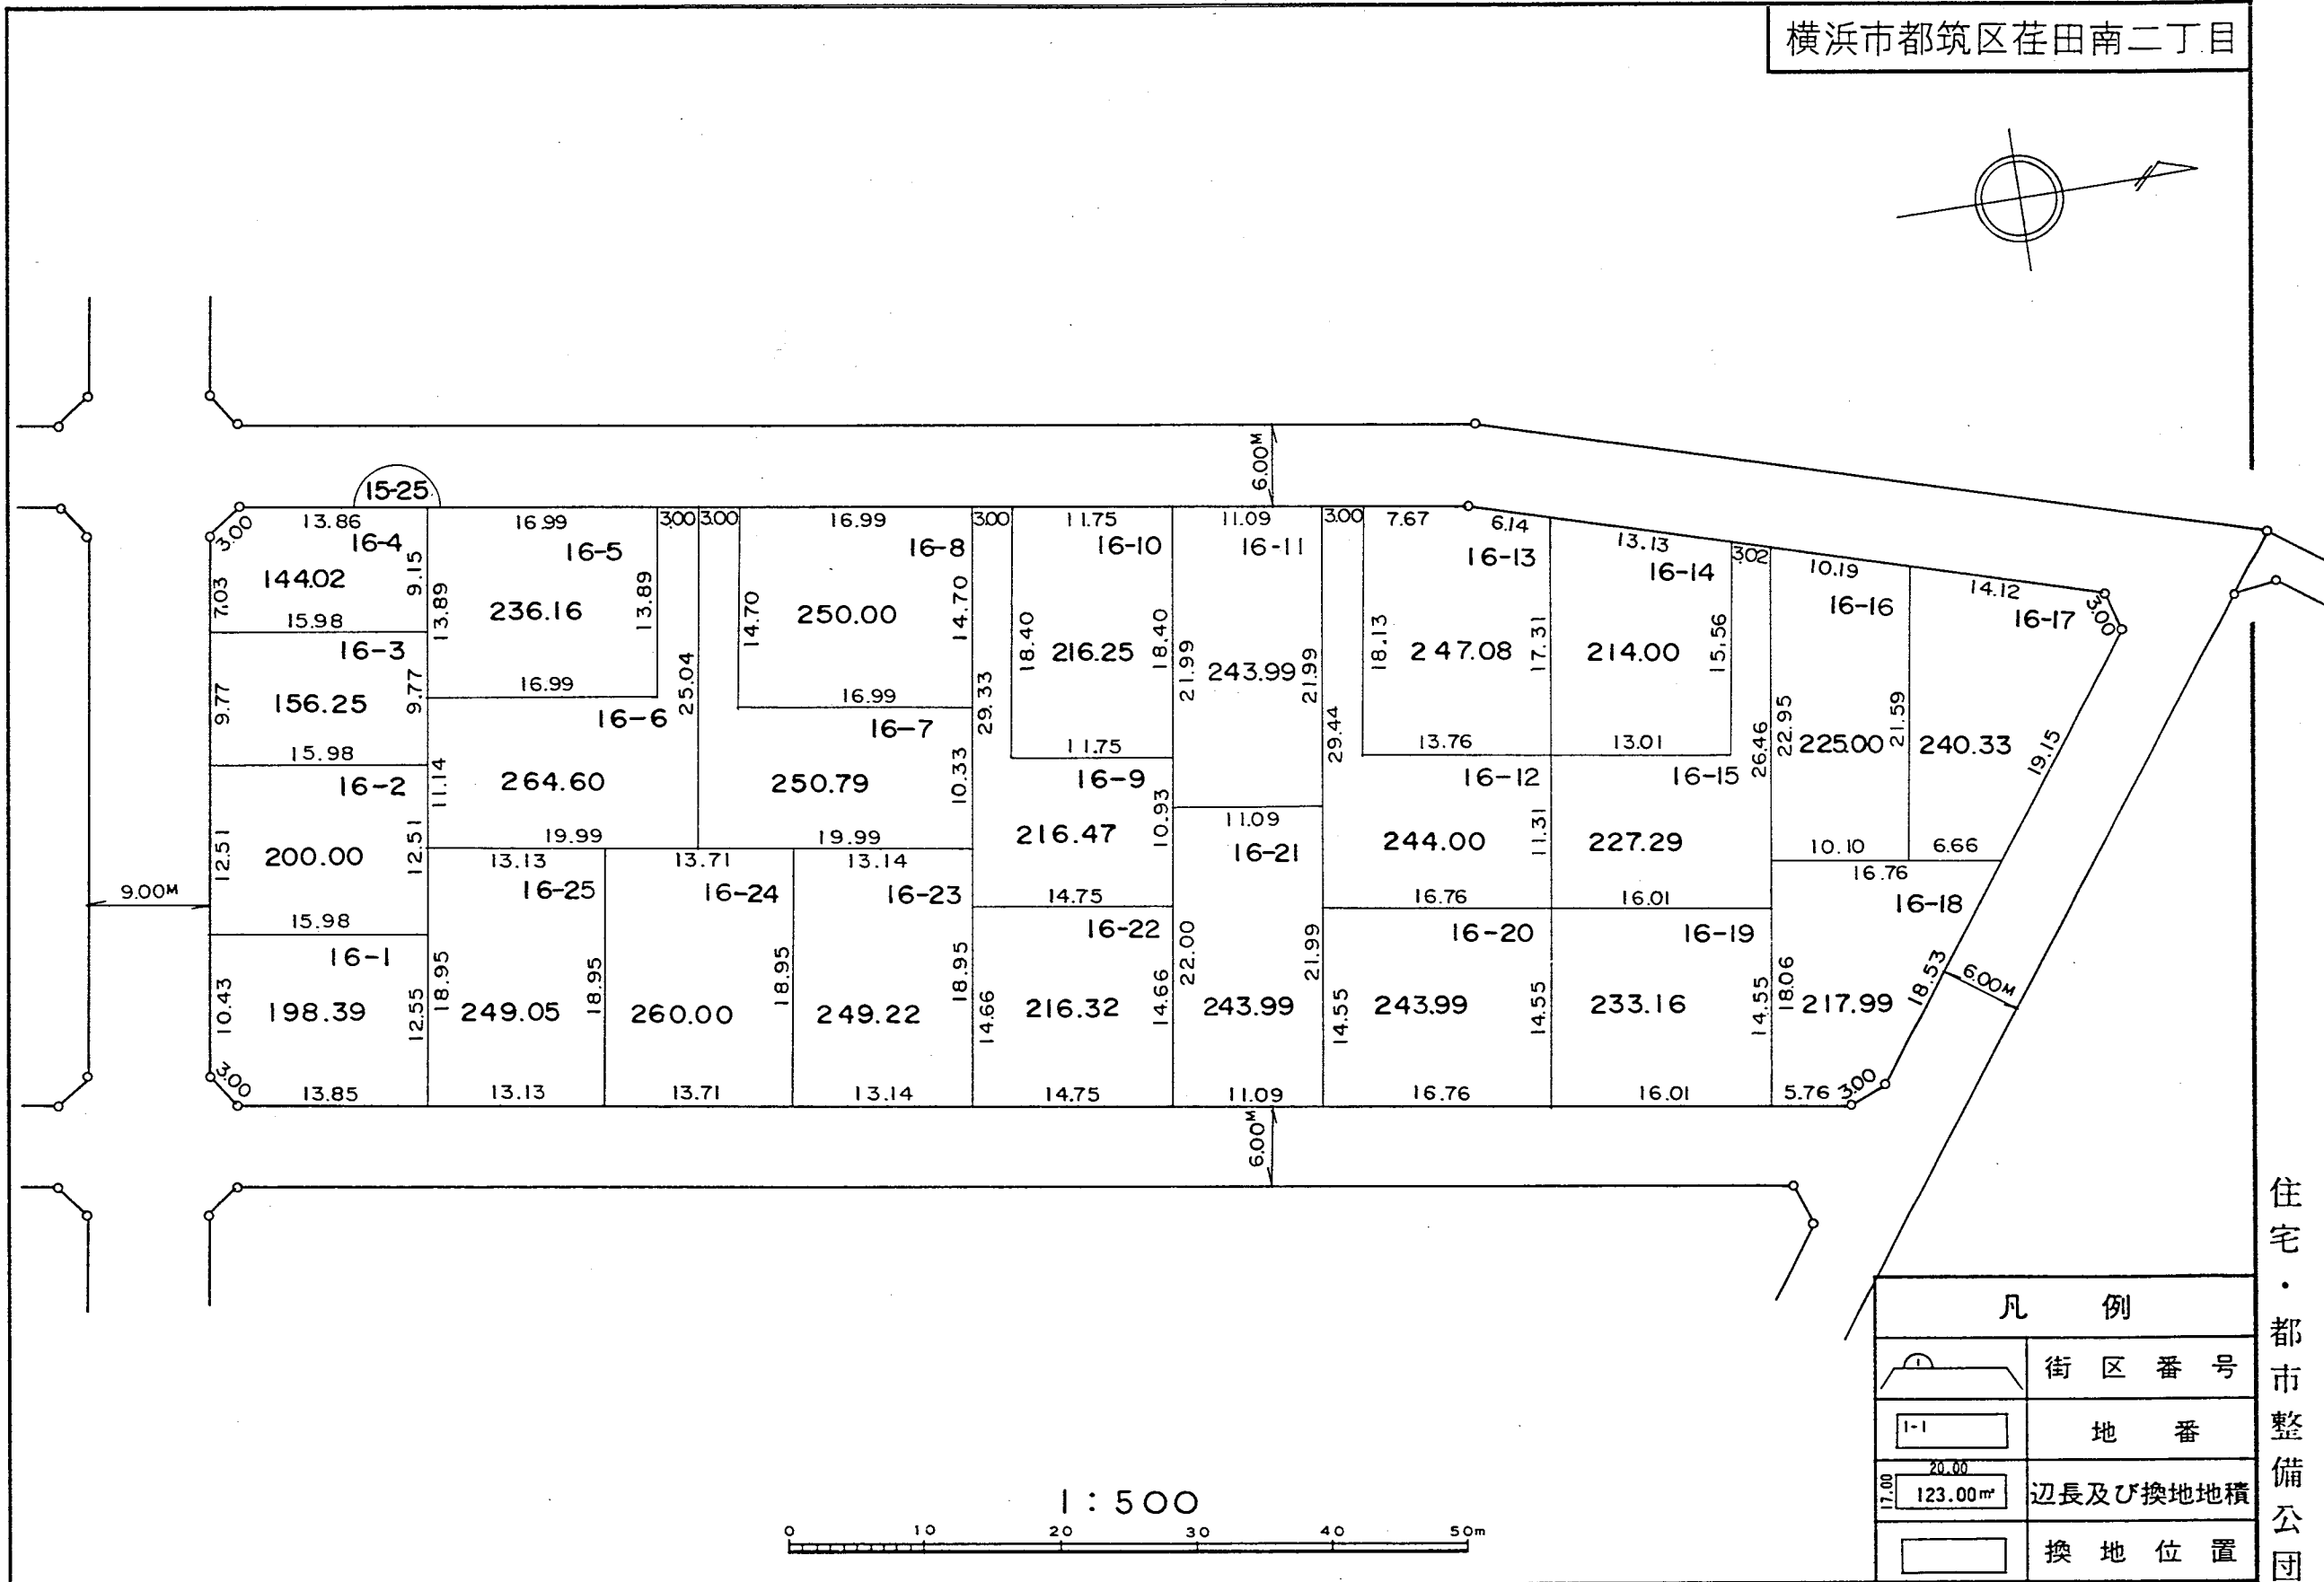 横浜市都筑区荏田南二丁目
6.00M
15-25
3.00 13.86 16.99 3.00 3.00 16.99 3.00 11.75 11.09 3.00 7.67 6.14 13.13 3.02 10.19 14.12 3.00
16-4 16-5 16-8 16-10 16-11 16-13 16-14 16-16 16-17
7.03 144.02 9.15 13.89 236.16 13.89 14.70 250.00 14.70
15.98
18.40 216.25 18.40 21.99 243.99 21.99 18.13 247.08 17.31 214.00 15.56
16-3
9.77 156.25 9.77 16.99 25.04 16.99 29.33
16-6 16-7
15.98 11.75 29.44 13.76 13.01 26.46 22.95 225.00 21.59 240.33 19.15
16-2 11.14 264.60 250.79 10.33 16-9 10.93 16-12 16-15
12.51 200.00 12.51 19.99 19.99 216.47 11.09 244.00 11.31 227.29 10.10 6.66
13.13 13.71 13.14 16-21 16.76
9.00M
16-25 16-24 16-23 14.75 16.76 16.01 16-18
15.98
16-1 16-22 16-20 16-19
10.43 198.39 12.55 18.95 249.05 18.95 260.00 18.95 249.22 18.95 14.66 216.32 14.66 22.00 243.99 21.99 14.55 243.99 14.55 233.16 14.55 18.06 217.99 18.53 6.00M
3.00 13.85 13.13 13.71 13.14 14.75 11.09 16.76 16.01 5.76 3.00
6.00M
凡例
1
街区番号
1-1
地番
20.00
17.00
123.00㎡
辺長及び換地地積
換地位置
1:500
0 10 20 30 40 50m
住宅・都市整備公団